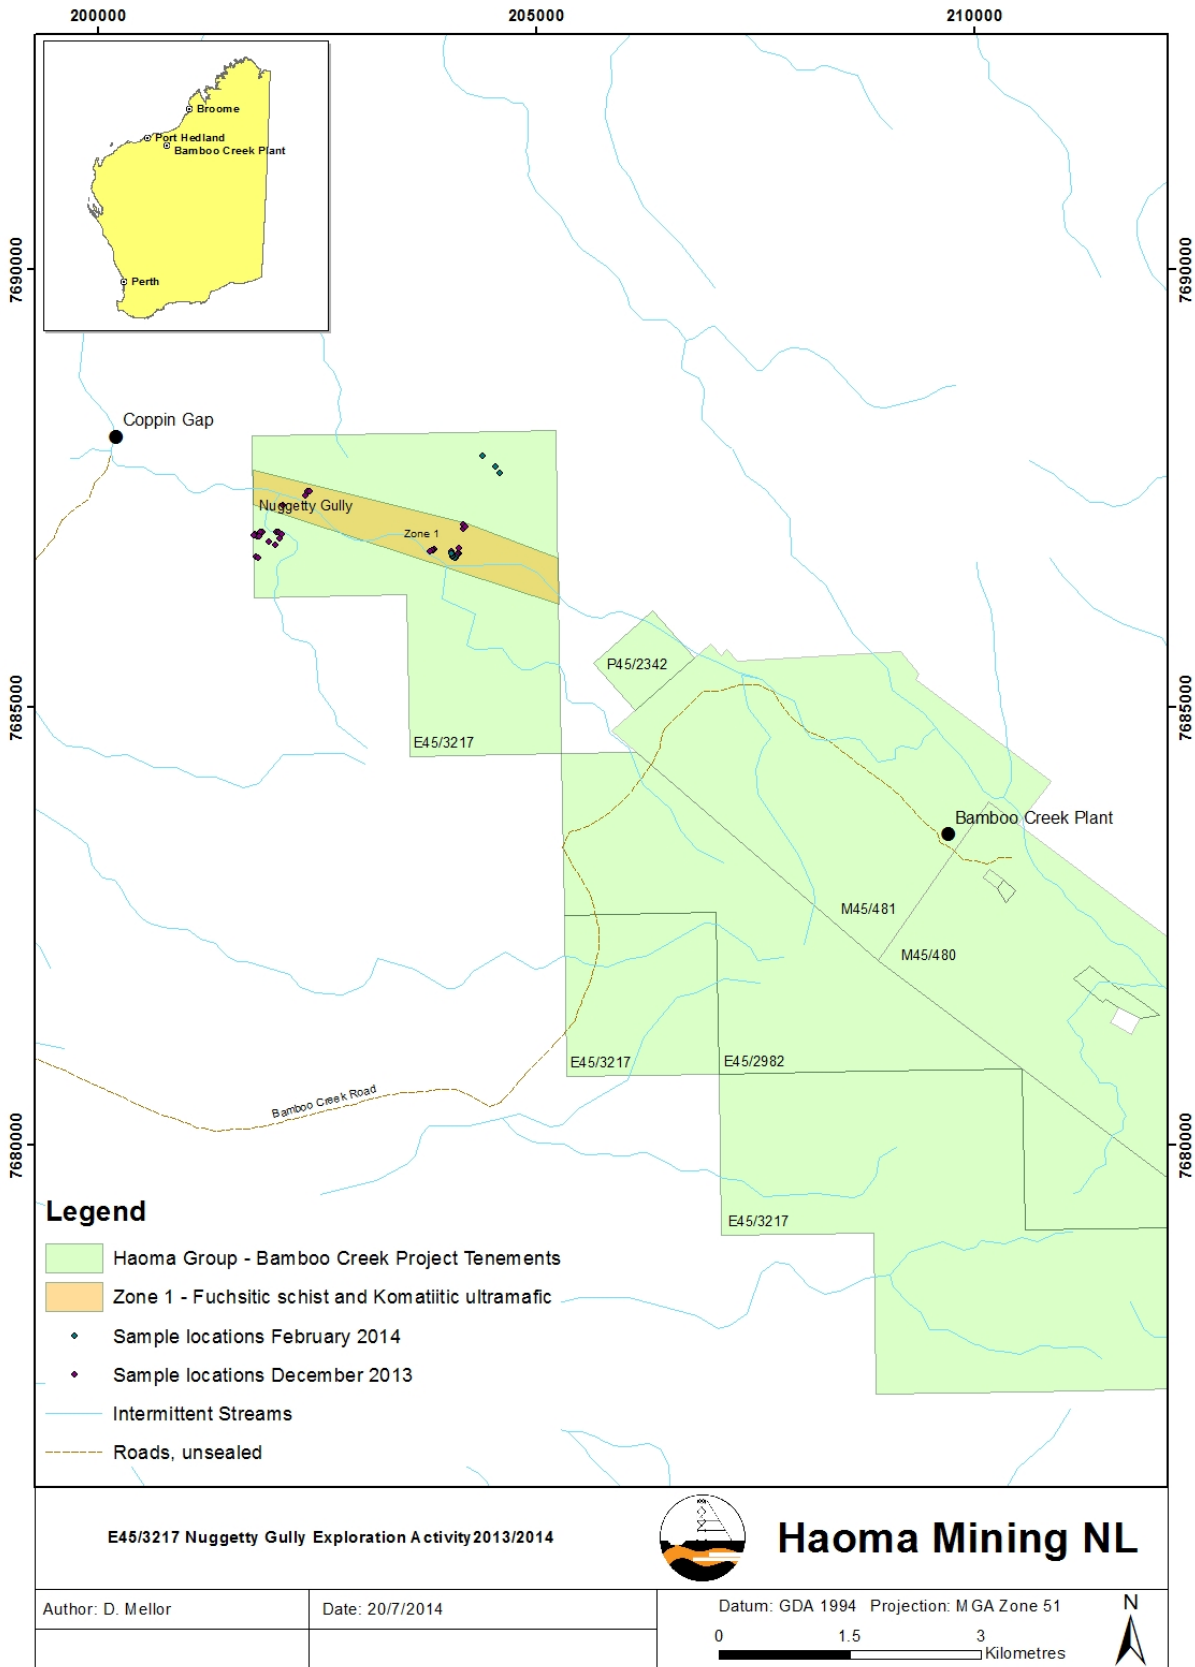 200000
205000
210000
Broome
Port Hedland
Bamboo Creek Plant
Perth
7690000
7690000
Coppin Gap
Nuggetty Gully
Zone 1
P45/2342
7685000
7685000
E45/3217
Bamboo Creek Plant
M45/481
M45/480
E45/3217
E45/2982
Bamboo Creek Road
7680000
7680000
E45/3217
Legend
Haoma Group - Bamboo Creek Project Tenements
Zone 1 - Fuchsitic schist and Komatiitic ultramafic
Sample locations February 2014
Sample locations December 2013
Intermittent Streams
Roads, unsealed
E45/3217 Nuggetty Gully Exploration Activity 2013/2014
Haoma Mining NL
Author: D. Mellor
Date: 20/7/2014
Datum: GDA 1994 Projection: MGA Zone 51
N
0 1.5 3
Kilometres